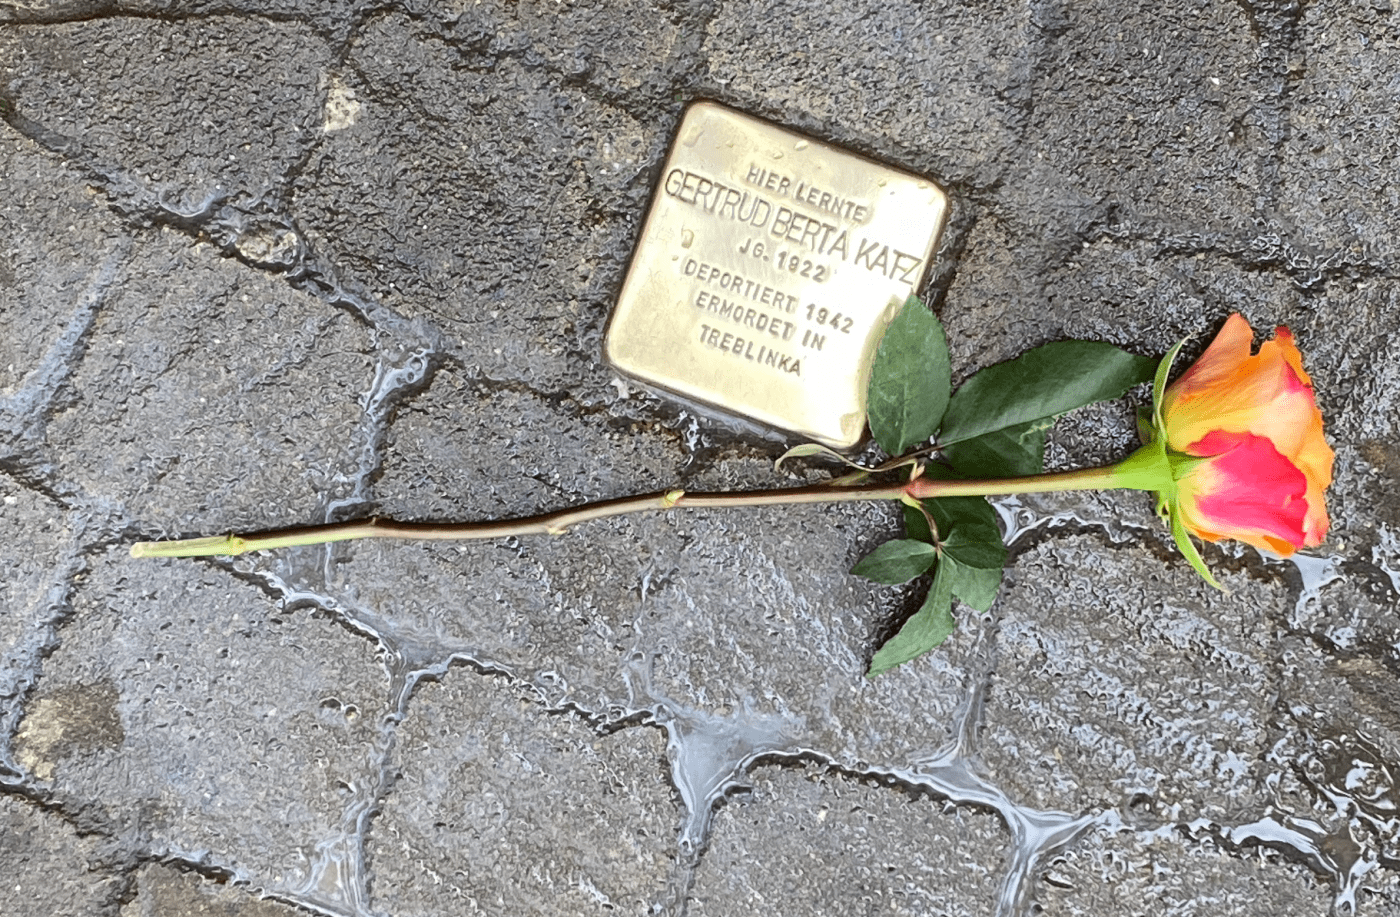 HIER LERNTE
GERTRUD BERTA KATZ
JG. 1922
DEPORTIERT 1942
ERMORDET IN
TREBLINKA